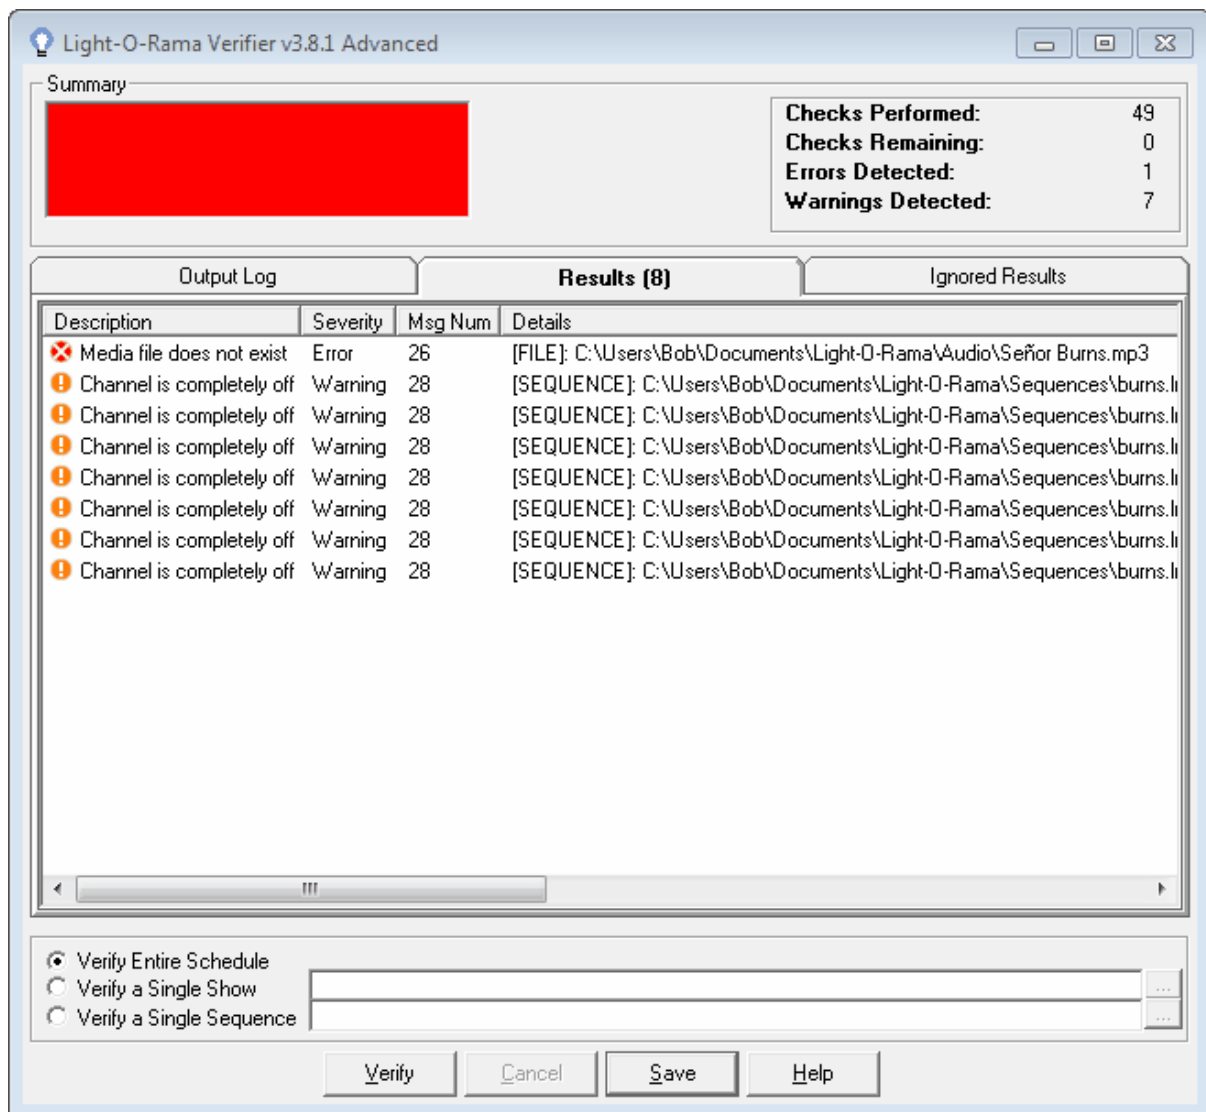 Light-O-Rama Verifier v3.8.1 Advanced
Summary
Checks Performed: 49
Checks Remaining: 0
Errors Detected: 1
Warnings Detected: 7
Output Log Results (8) Ignored Results
Description Severity Msg Num Details
Media file does not exist Error 26 [FILE]: C:\Users\Bob\Documents\Light-O-Rama\Audio\Señor Burns.mp3
Channel is completely off Warning 28 [SEQUENCE]: C:\Users\Bob\Documents\Light-O-Rama\Sequences\burns.l
Channel is completely off Warning 28 [SEQUENCE]: C:\Users\Bob\Documents\Light-O-Rama\Sequences\burns.l
Channel is completely off Warning 28 [SEQUENCE]: C:\Users\Bob\Documents\Light-O-Rama\Sequences\burns.l
Channel is completely off Warning 28 [SEQUENCE]: C:\Users\Bob\Documents\Light-O-Rama\Sequences\burns.l
Channel is completely off Warning 28 [SEQUENCE]: C:\Users\Bob\Documents\Light-O-Rama\Sequences\burns.l
Channel is completely off Warning 28 [SEQUENCE]: C:\Users\Bob\Documents\Light-O-Rama\Sequences\burns.l
Channel is completely off Warning 28 [SEQUENCE]: C:\Users\Bob\Documents\Light-O-Rama\Sequences\burns.l
Verify Entire Schedule
Verify a Single Show ...
Verify a Single Sequence ...
Verify Cancel Save Help